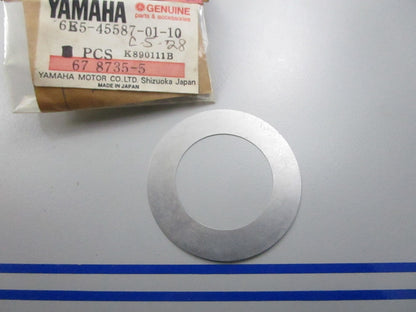 YAMAHA GENUINE
parts & accessories
6E5-45587-01-10
C-5-28
1 PCS K890111B
67 8735-5
YAMAHA MOTOR CO.LTD. Shizuoka Japan
MADE IN JAPAN